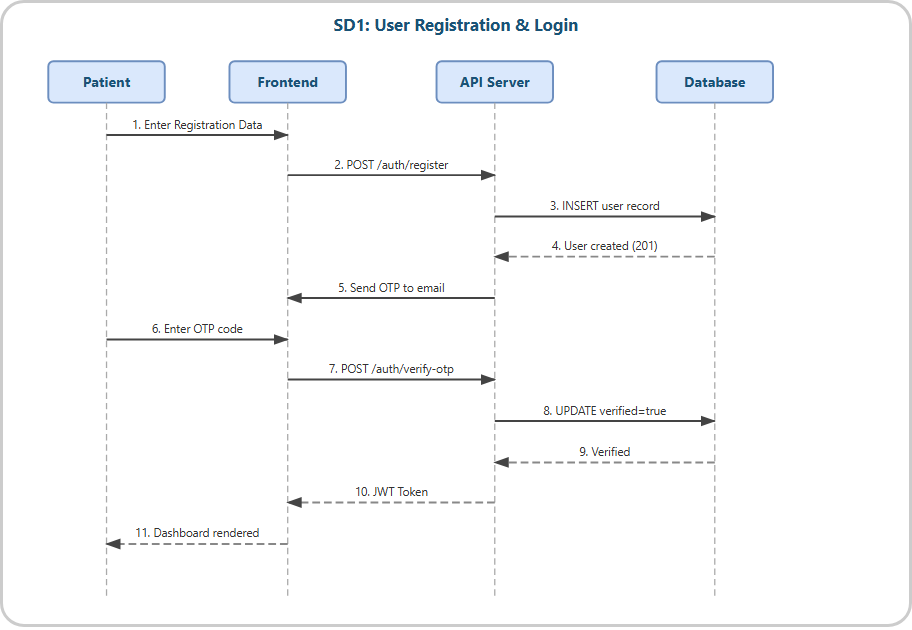 SD1: User Registration & Login
Patient
Frontend
API Server
Database
1. Enter Registration Data
2. POST /auth/register
3. INSERT user record
4. User created (201)
5. Send OTP to email
6. Enter OTP code
7. POST /auth/verify-otp
8. UPDATE verified=true
9. Verified
10. JWT Token
11. Dashboard rendered